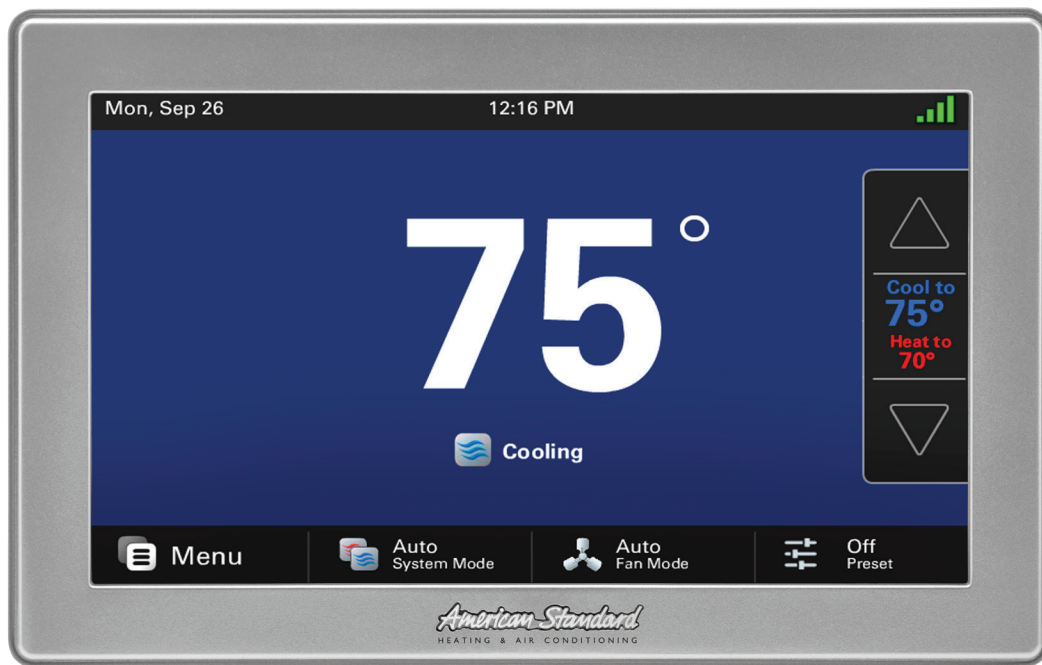 Mon, Sep 26
12:16 PM
75°
Cooling
Cool to
75°
Heat to
70°
Menu
Auto
System Mode
Auto
Fan Mode
Off
Preset
American Standard
HEATING & AIR CONDITIONING